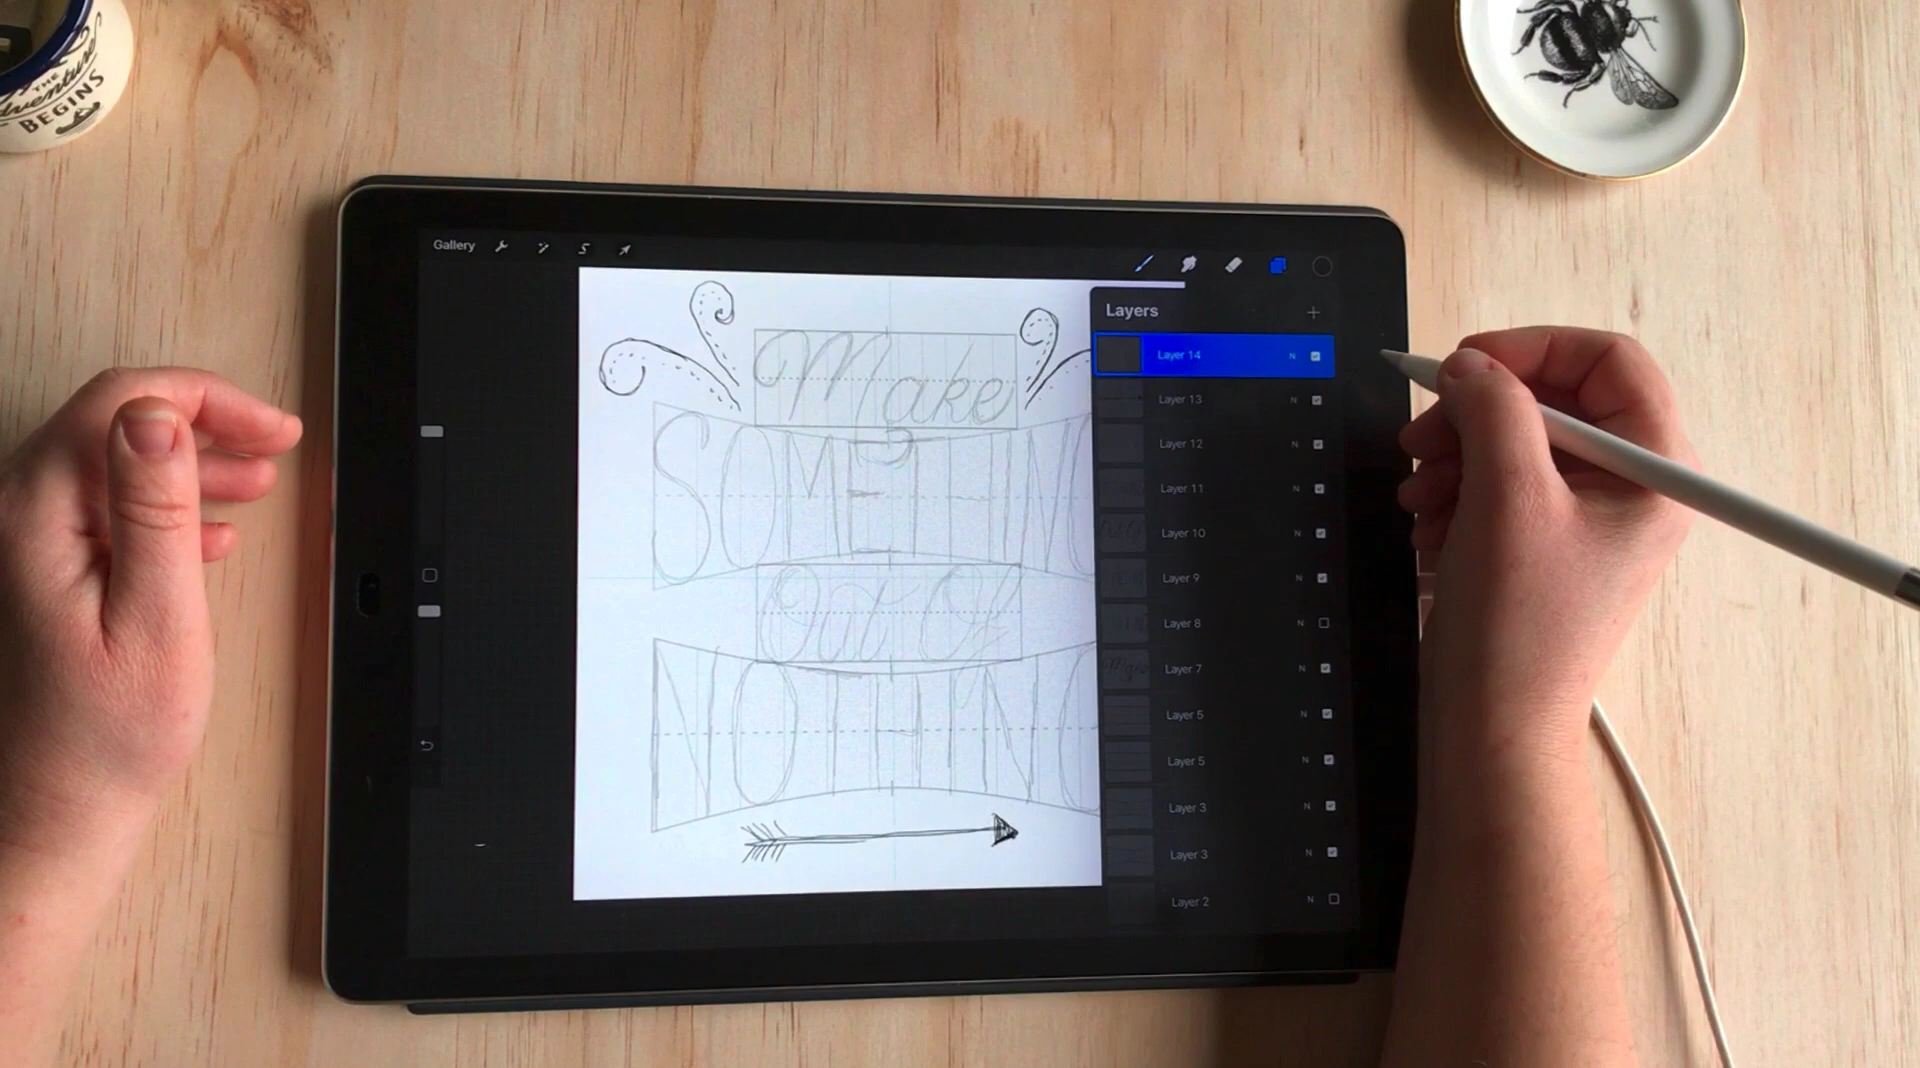 THE
Adventure
BEGINS
Gallery
Layers
Layer 14 N
Layer 13 N
Layer 12 N
Layer 11 N
Layer 10 N
Layer 9 N
Layer 8 N
Layer 7 N
Layer 5 N
Layer 5 N
Layer 3 N
Layer 3 N
Layer 2 N
Make
SOMETHING
Out Of
NOTHING